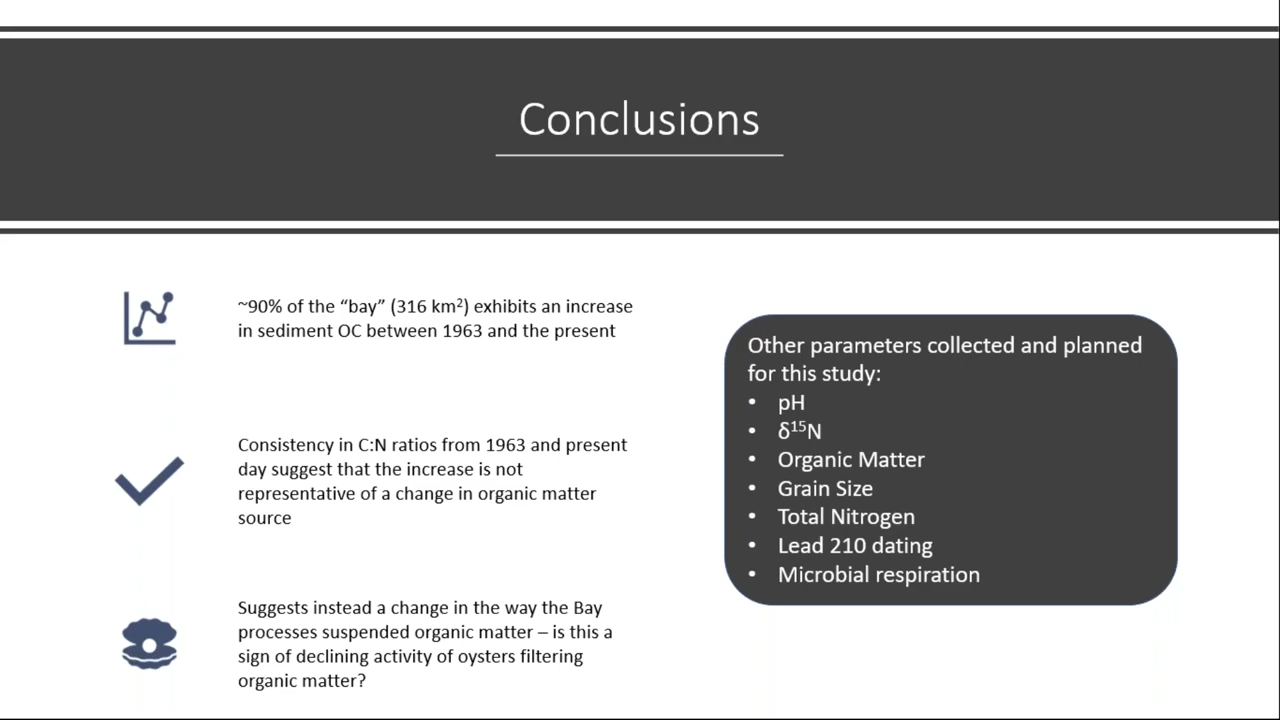 Conclusions
~90% of the “bay” (316 km²) exhibits an increase
in sediment OC between 1963 and the present
Consistency in C:N ratios from 1963 and present
day suggest that the increase is not
representative of a change in organic matter
source
Suggests instead a change in the way the Bay
processes suspended organic matter – is this a
sign of declining activity of oysters filtering
organic matter?
Other parameters collected and planned
for this study:
• pH
• δ¹⁵N
• Organic Matter
• Grain Size
• Total Nitrogen
• Lead 210 dating
• Microbial respiration